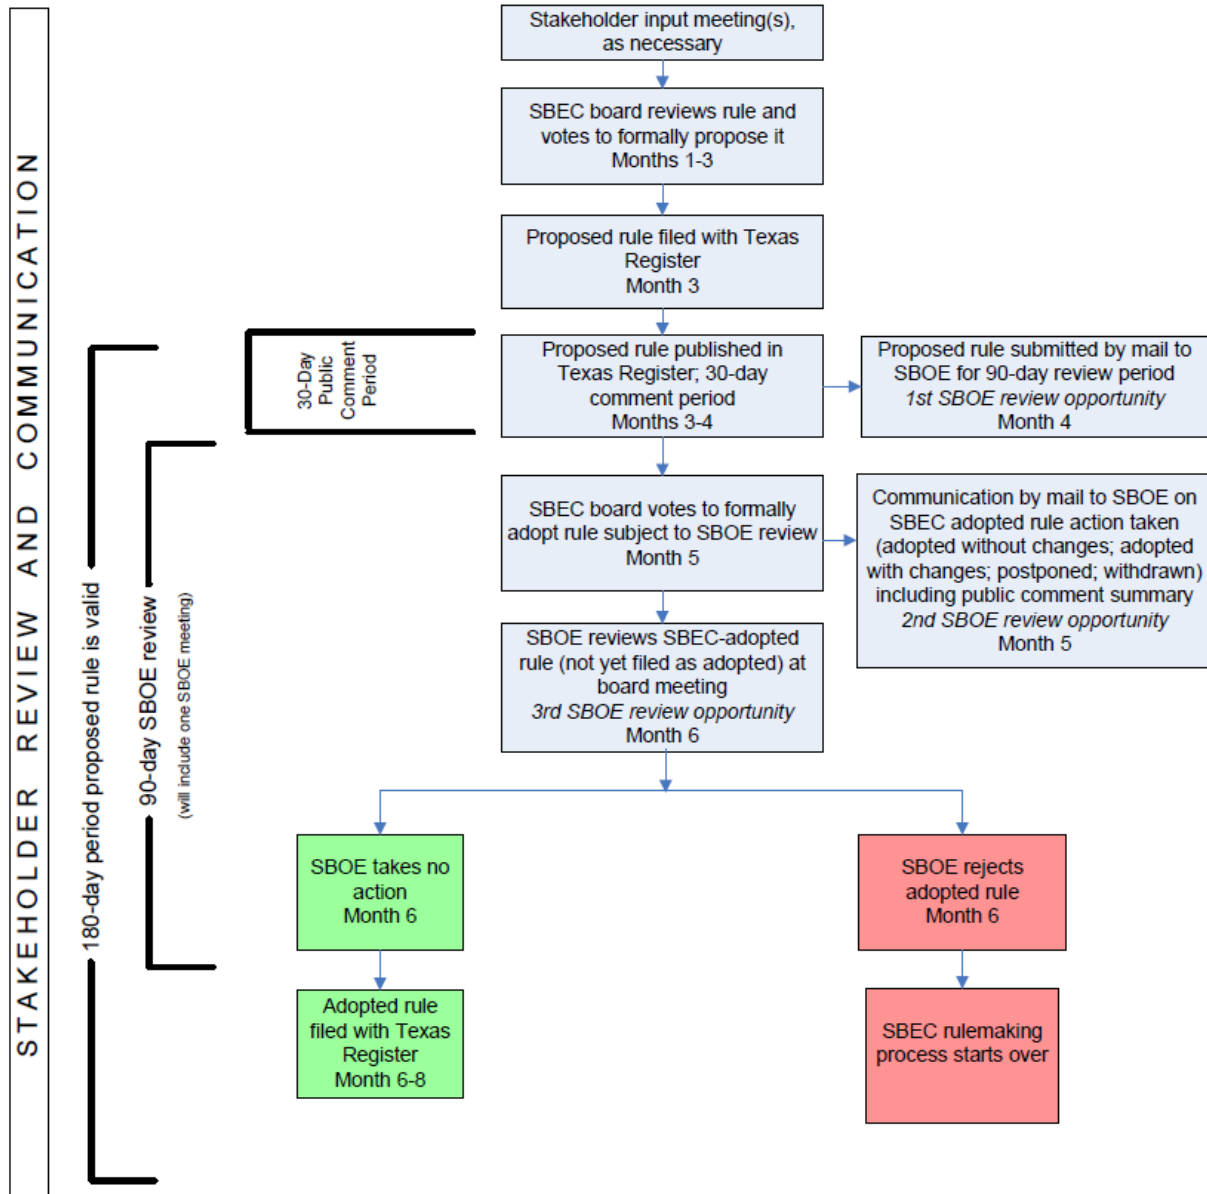 STAKEHOLDER REVIEW AND COMMUNICATION
Stakeholder input meeting(s),
as necessary
SBEC board reviews rule and
votes to formally propose it
Months 1-3
Proposed rule filed with Texas
Register
Month 3
180-day period proposed rule is valid
90-day SBOE review
(will include one SBOE meeting)
30-Day
Public
Comment
Period
Proposed rule published in
Texas Register; 30-day
comment period
Months 3-4
Proposed rule submitted by mail to
SBOE for 90-day review period
1st SBOE review opportunity
Month 4
SBEC board votes to formally
adopt rule subject to SBOE review
Month 5
Communication by mail to SBOE on
SBEC adopted rule action taken
(adopted without changes; adopted
with changes; postponed; withdrawn)
including public comment summary
2nd SBOE review opportunity
Month 5
SBOE reviews SBEC-adopted
rule (not yet filed as adopted) at
board meeting
3rd SBOE review opportunity
Month 6
SBOE takes no
action
Month 6
SBOE rejects
adopted rule
Month 6
Adopted rule
filed with Texas
Register
Month 6-8
SBEC rulemaking
process starts over